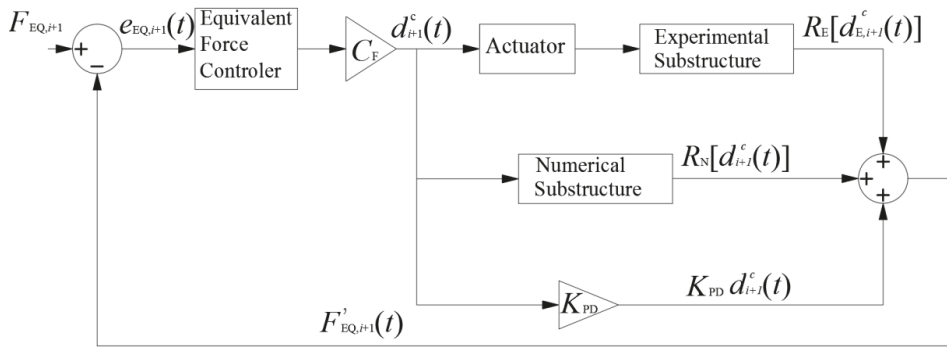 F_EQ,i+1
+
−
e_EQ,i+1(t)
Equivalent
Force
Controler
C_F
d^c_i+1(t)
Actuator
Experimental
Substructure
R_E[d^c_E,i+1(t)]
Numerical
Substructure
R_N[d^c_i+1(t)]
+
+
+
K_PD
K_PD d^c_i+1(t)
F'_EQ,i+1(t)